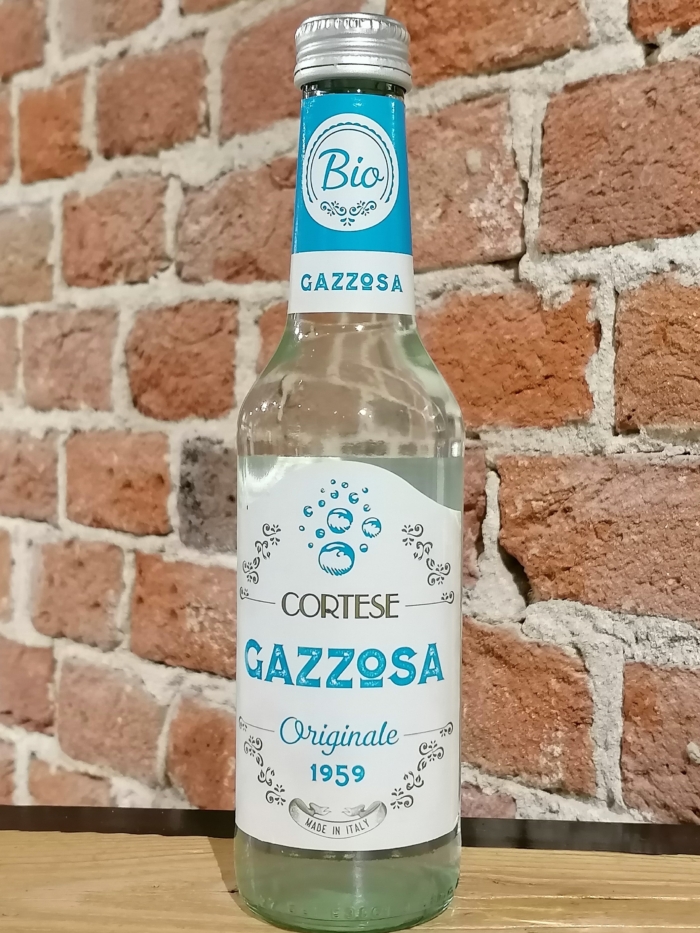 Bio
GAZZOSA
CORTESE
GAZZOSA
Originale
1959
MADE IN ITALY